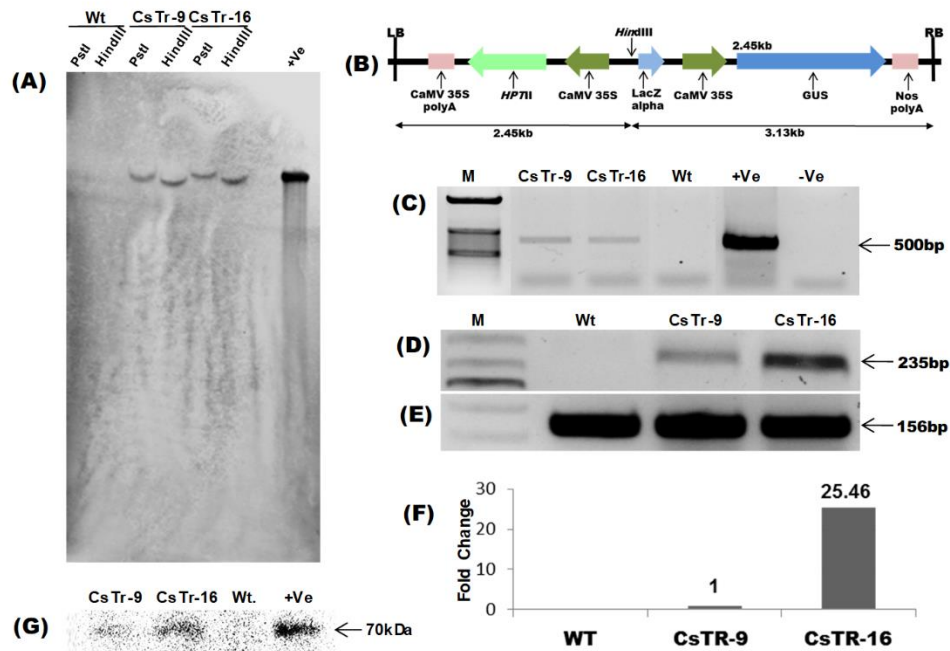 (A)
Wt CsTr-9 CsTr-16
PstI HindIII PstI HindIII PstI HindIII +Ve
(B)
LB HindIII 2.45kb RB
CaMV 35S polyA HPTII CaMV 35S LacZ alpha CaMV 35S GUS Nos polyA
2.45kb 3.13kb
(C)
M CsTr-9 CsTr-16 Wt +Ve -Ve
500bp
M Wt CsTr-9 CsTr-16
(D) 235bp
(E) 156bp
(F)
Fold Change
30
20
10
0
1 25.46
WT CsTR-9 CsTR-16
CsTr-9 CsTr-16 Wt. +Ve
(G) 70kDa